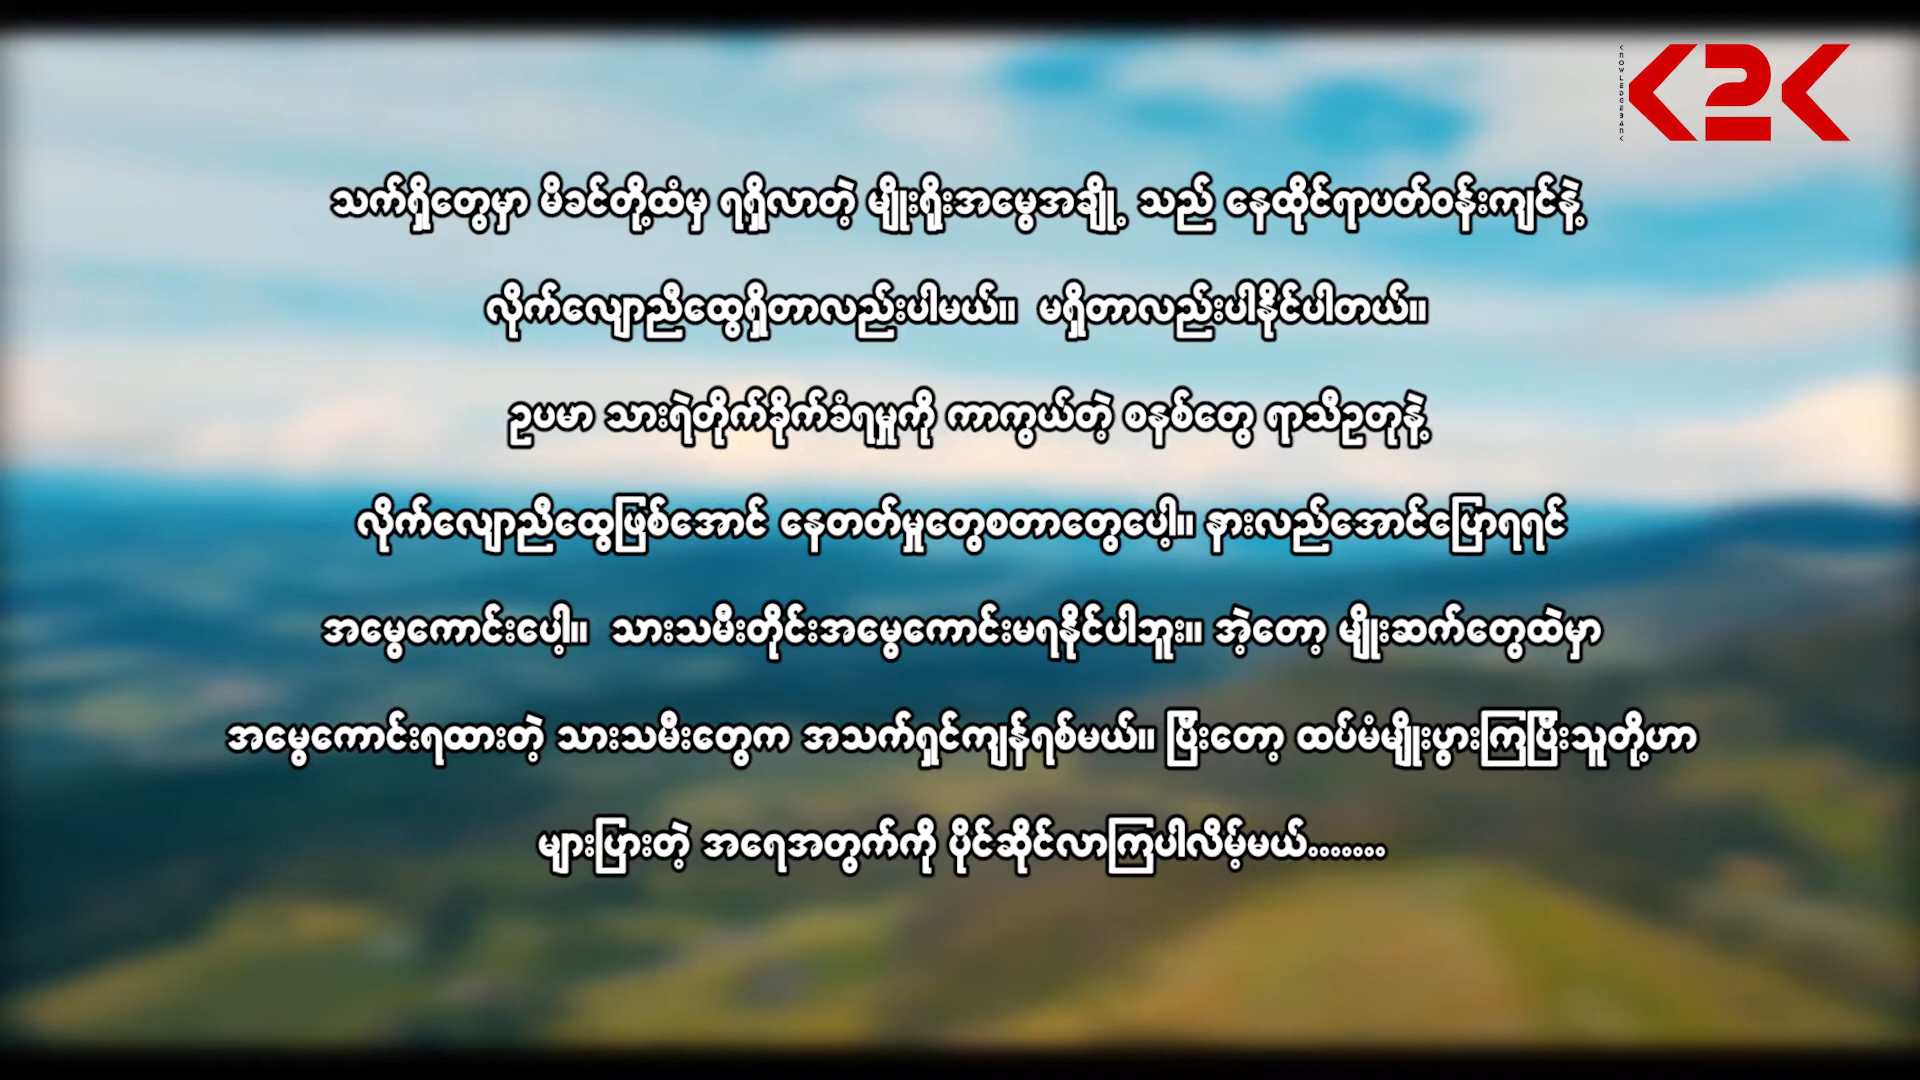 K2K
KNOWLEDGEBANK
သက်ရှိတွေမှာ မိခင်တို့ထံမှ ရရှိလာတဲ့ မျိုးရိုးအမွေအချို့ သည် နေထိုင်ရာပတ်ဝန်းကျင်နဲ့
လိုက်လျောညီထွေရှိတာလည်းပါမယ်။ မရှိတာလည်းပါနိုင်ပါတယ်။
ဥပမာ သားရဲတိုက်ခိုက်ခံရမှုကို ကာကွယ်တဲ့ စနစ်တွေ ရာသီဥတုနဲ့
လိုက်လျောညီထွေဖြစ်အောင် နေတတ်မှုတွေစတာတွေပေါ့။ နားလည်အောင်ပြောရရင်
အမွေကောင်းပေါ့။ သားသမီးတိုင်းအမွေကောင်းမရနိုင်ပါဘူး။ အဲ့တော့ မျိုးဆက်တွေထဲမှာ
အမွေကောင်းရထားတဲ့ သားသမီးတွေက အသက်ရှင်ကျန်ရစ်မယ်။ ပြီးတော့ ထပ်မံမျိုးပွားကြပြီးသူတို့ဟာ
များပြားတဲ့ အရေအတွက်ကို ပိုင်ဆိုင်လာကြပါလိမ့်မယ်.......